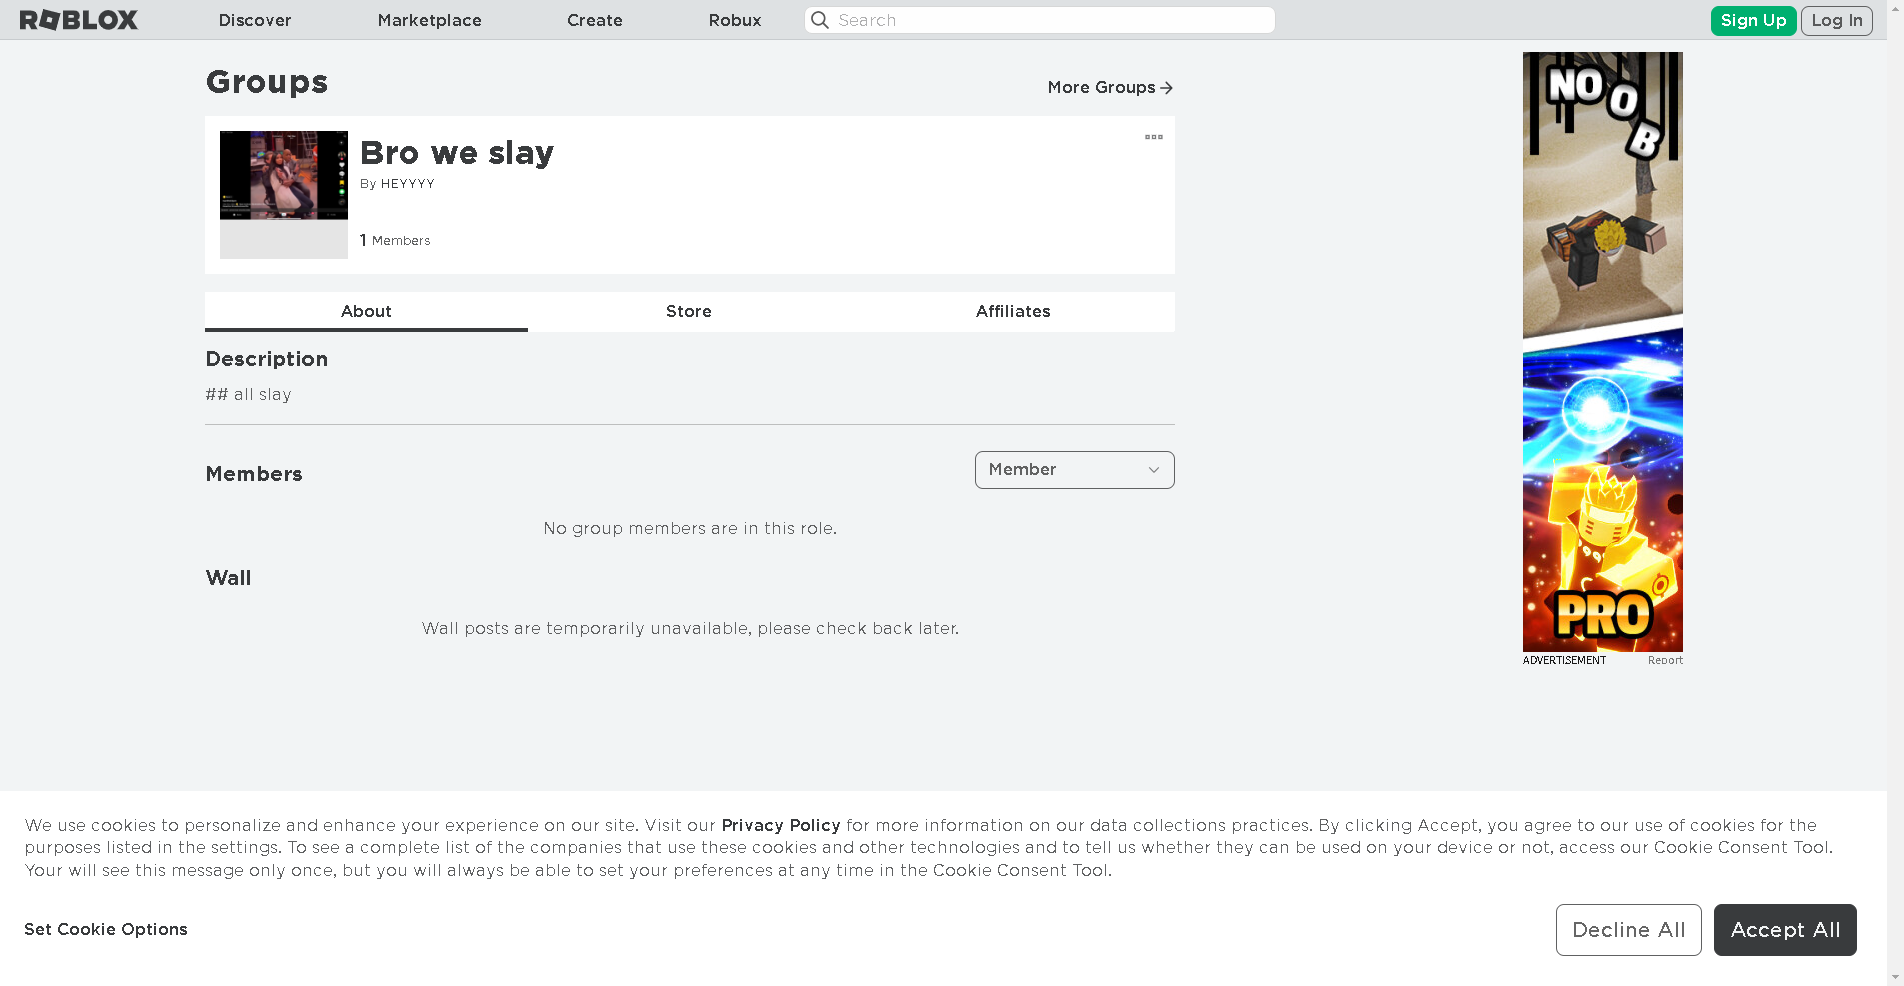 ROBLOX
Discover
Marketplace
Create
Robux
Search
Sign Up
Log In
Groups
More Groups
Bro we slay
By HEYYYY
1 Members
About
Store
Affiliates
Description
## all slay
Members
Member
No group members are in this role.
Wall
Wall posts are temporarily unavailable, please check back later.
NOOB
PRO
ADVERTISEMENT
Report
We use cookies to personalize and enhance your experience on our site. Visit our Privacy Policy for more information on our data collections practices. By clicking Accept, you agree to our use of cookies for the
purposes listed in the settings. To see a complete list of the companies that use these cookies and other technologies and to tell us whether they can be used on your device or not, access our Cookie Consent Tool.
Your will see this message only once, but you will always be able to set your preferences at any time in the Cookie Consent Tool.
Set Cookie Options
Decline All
Accept All